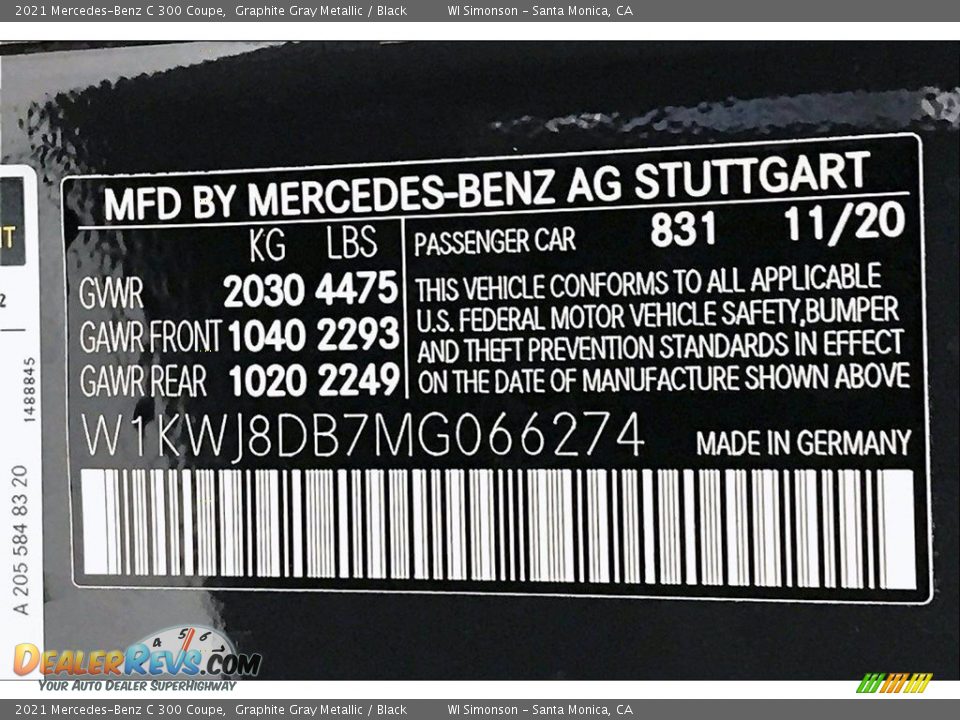 2021 Mercedes-Benz C 300 Coupe, Graphite Gray Metallic / Black WI Simonson - Santa Monica, CA
MFD BY MERCEDES-BENZ AG STUTTGART
KG LBS
GVWR 2030 4475
GAWR FRONT 1040 2293
GAWR REAR 1020 2249
PASSENGER CAR 831 11/20
THIS VEHICLE CONFORMS TO ALL APPLICABLE
U.S. FEDERAL MOTOR VEHICLE SAFETY,BUMPER
AND THEFT PREVENTION STANDARDS IN EFFECT
ON THE DATE OF MANUFACTURE SHOWN ABOVE
W1KWJ8DB7MG066274 MADE IN GERMANY
1488845
A 205 584 83 20
4 5 6 7
DEALERREVS.COM
YOUR AUTO DEALER SUPERHIGHWAY
2021 Mercedes-Benz C 300 Coupe, Graphite Gray Metallic / Black WI Simonson - Santa Monica, CA